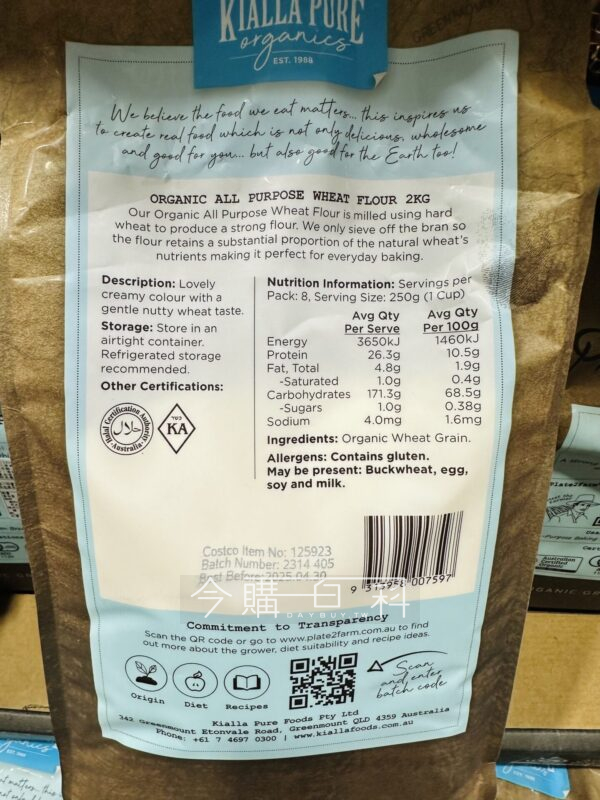 KIALLA PURE
organics
EST. 1988
We believe the food we eat matters... this inspires us
to create real food which is not only delicious, wholesome
and good for you... but also good for the Earth too!
ORGANIC ALL PURPOSE WHEAT FLOUR 2KG
Our Organic All Purpose Wheat Flour is milled using hard
wheat to produce a strong flour. We only sieve off the bran so
the flour retains a substantial proportion of the natural wheat's
nutrients making it perfect for everyday baking.
Description: Lovely
creamy colour with a
gentle nutty wheat taste.
Storage: Store in an
airtight container.
Refrigerated storage
recommended.
Other Certifications:
Halal Certification Authority
Australia
כשר
KA
Nutrition Information: Servings per
Pack: 8, Serving Size: 250g (1 Cup)
Avg Qty Avg Qty
Per Serve Per 100g
Energy 3650kJ 1460kJ
Protein 26.3g 10.5g
Fat, Total 4.8g 1.9g
-Saturated 1.0g 0.4g
Carbohydrates 171.3g 68.5g
-Sugars 1.0g 0.38g
Sodium 4.0mg 1.6mg
Ingredients: Organic Wheat Grain.
Allergens: Contains gluten.
May be present: Buckwheat, egg,
soy and milk.
Costco Item No: 125923
Batch Number: 2314 405
Best Before: 2025.04.30
007597
今購百科
DAYBUY.TW
Commitment to Transparency
Scan the QR code or go to www.plate2farm.com.au to find
out more about the grower, diet suitability and recipe ideas.
Origin
Diet
Recipes
Scan
and enter
batch code
Kialla Pure Foods Pty Ltd
342 Greenmount Etonvale Road, Greenmount QLD 4359 Australia
Phone: +61 7 4697 0300 | www.kiallafoods.com.au